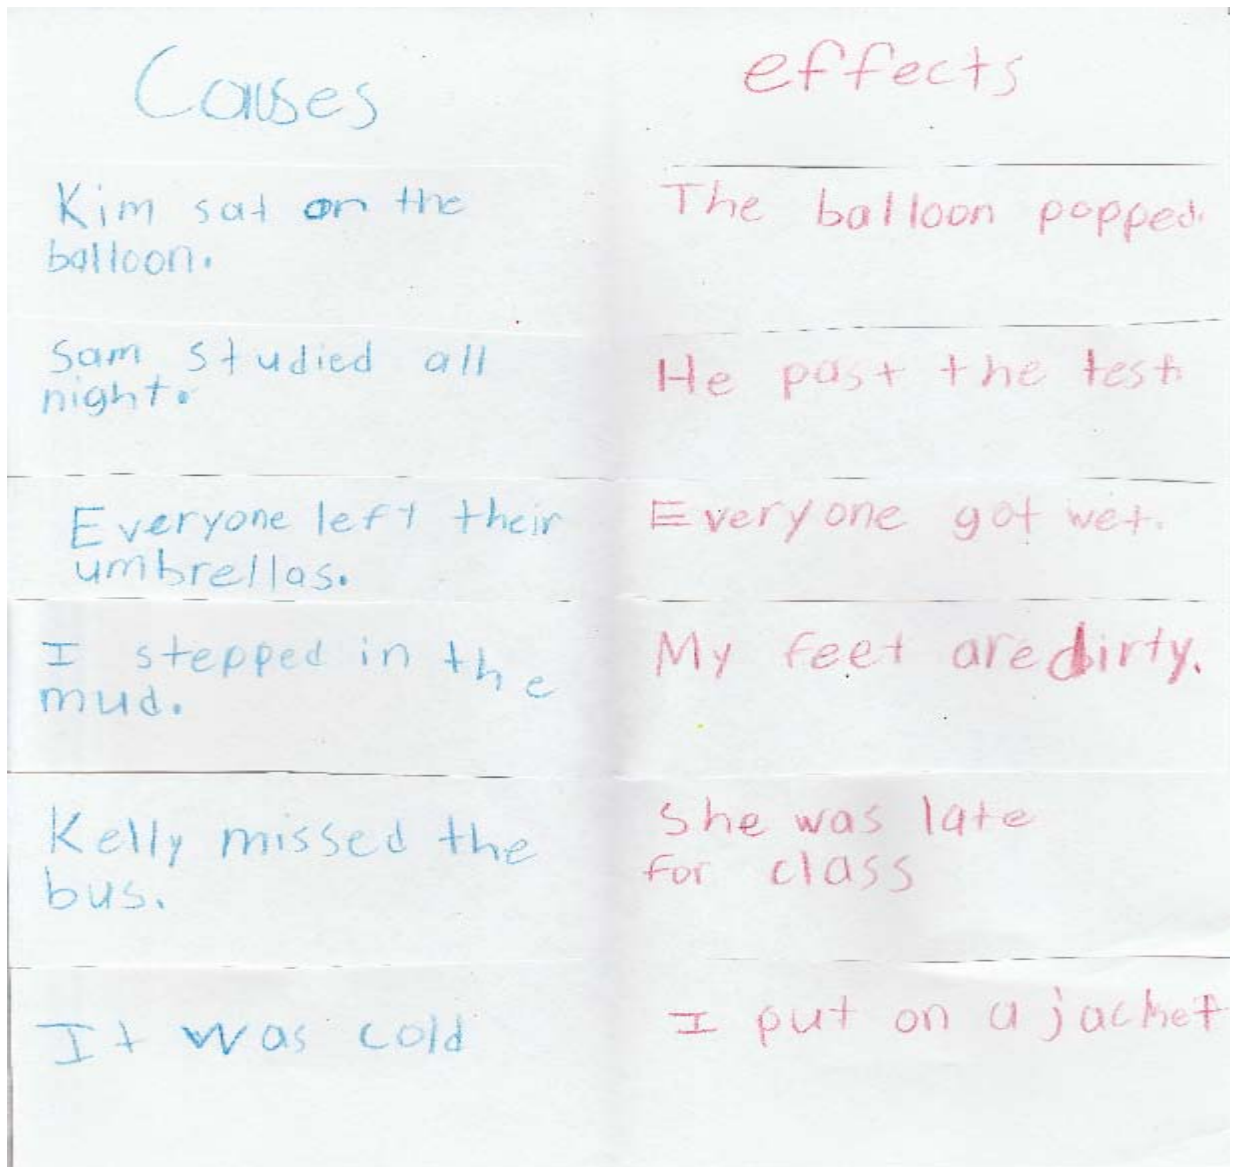 Causes
effects
Kim sat on the
balloon.
The balloon popped.
Sam studied all
night.
He past the test.
Everyone left their
umbrellas.
Everyone got wet.
I stepped in the
mud.
My feet are dirty.
Kelly missed the
bus.
She was late
for class
It was cold
I put on a jacket